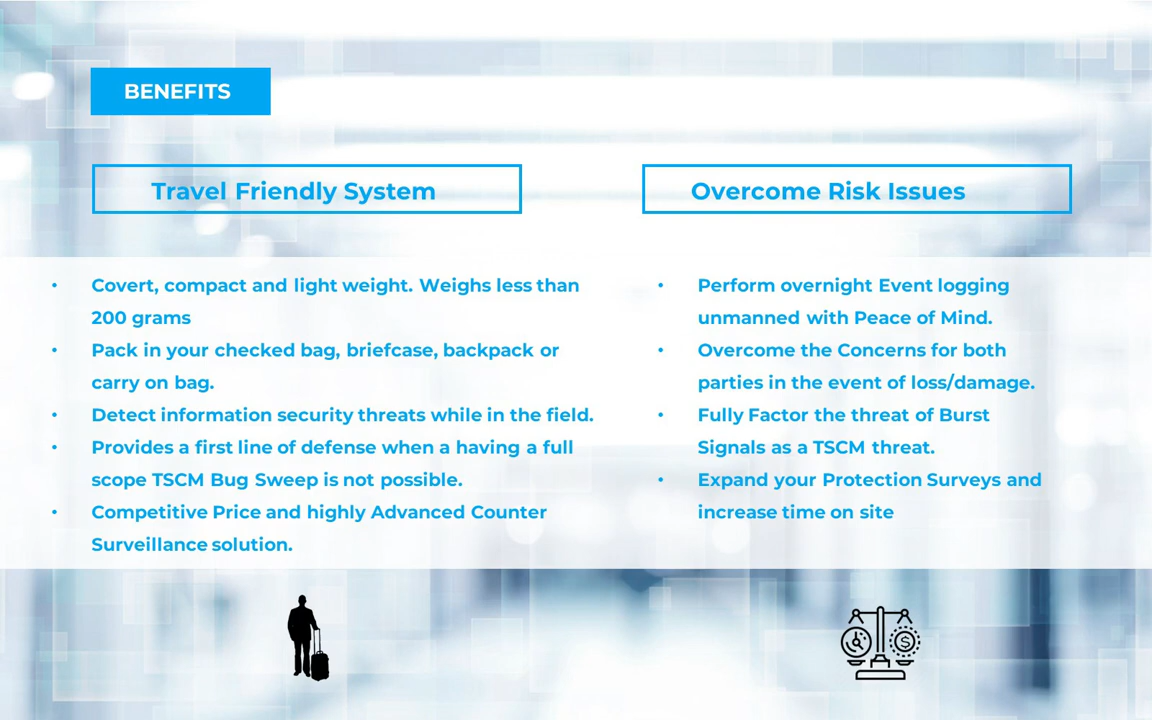 BENEFITS
Travel Friendly System
Overcome Risk Issues
• Covert, compact and light weight. Weighs less than
200 grams
• Pack in your checked bag, briefcase, backpack or
carry on bag.
• Detect information security threats while in the field.
• Provides a first line of defense when a having a full
scope TSCM Bug Sweep is not possible.
• Competitive Price and highly Advanced Counter
Surveillance solution.
• Perform overnight Event logging
unmanned with Peace of Mind.
• Overcome the Concerns for both
parties in the event of loss/damage.
• Fully Factor the threat of Burst
Signals as a TSCM threat.
• Expand your Protection Surveys and
increase time on site